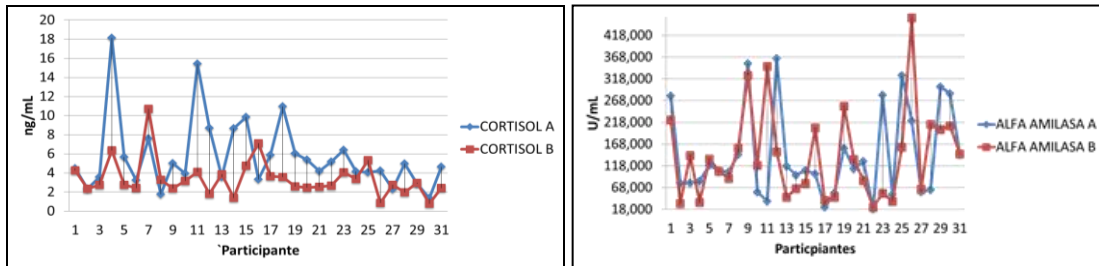 20
18
16
14
12
10
8
6
4
2
0
ng/mL
1 3 5 7 9 11 13 15 17 19 21 23 25 27 29 31
`Participante
CORTISOL A
CORTISOL B
418,000
368,000
318,000
268,000
218,000
168,000
118,000
68,000
18,000
U/mL
1 3 5 7 9 11 13 15 17 19 21 23 25 27 29 31
Particpiantes
ALFA AMILASA A
ALFA AMILASA B